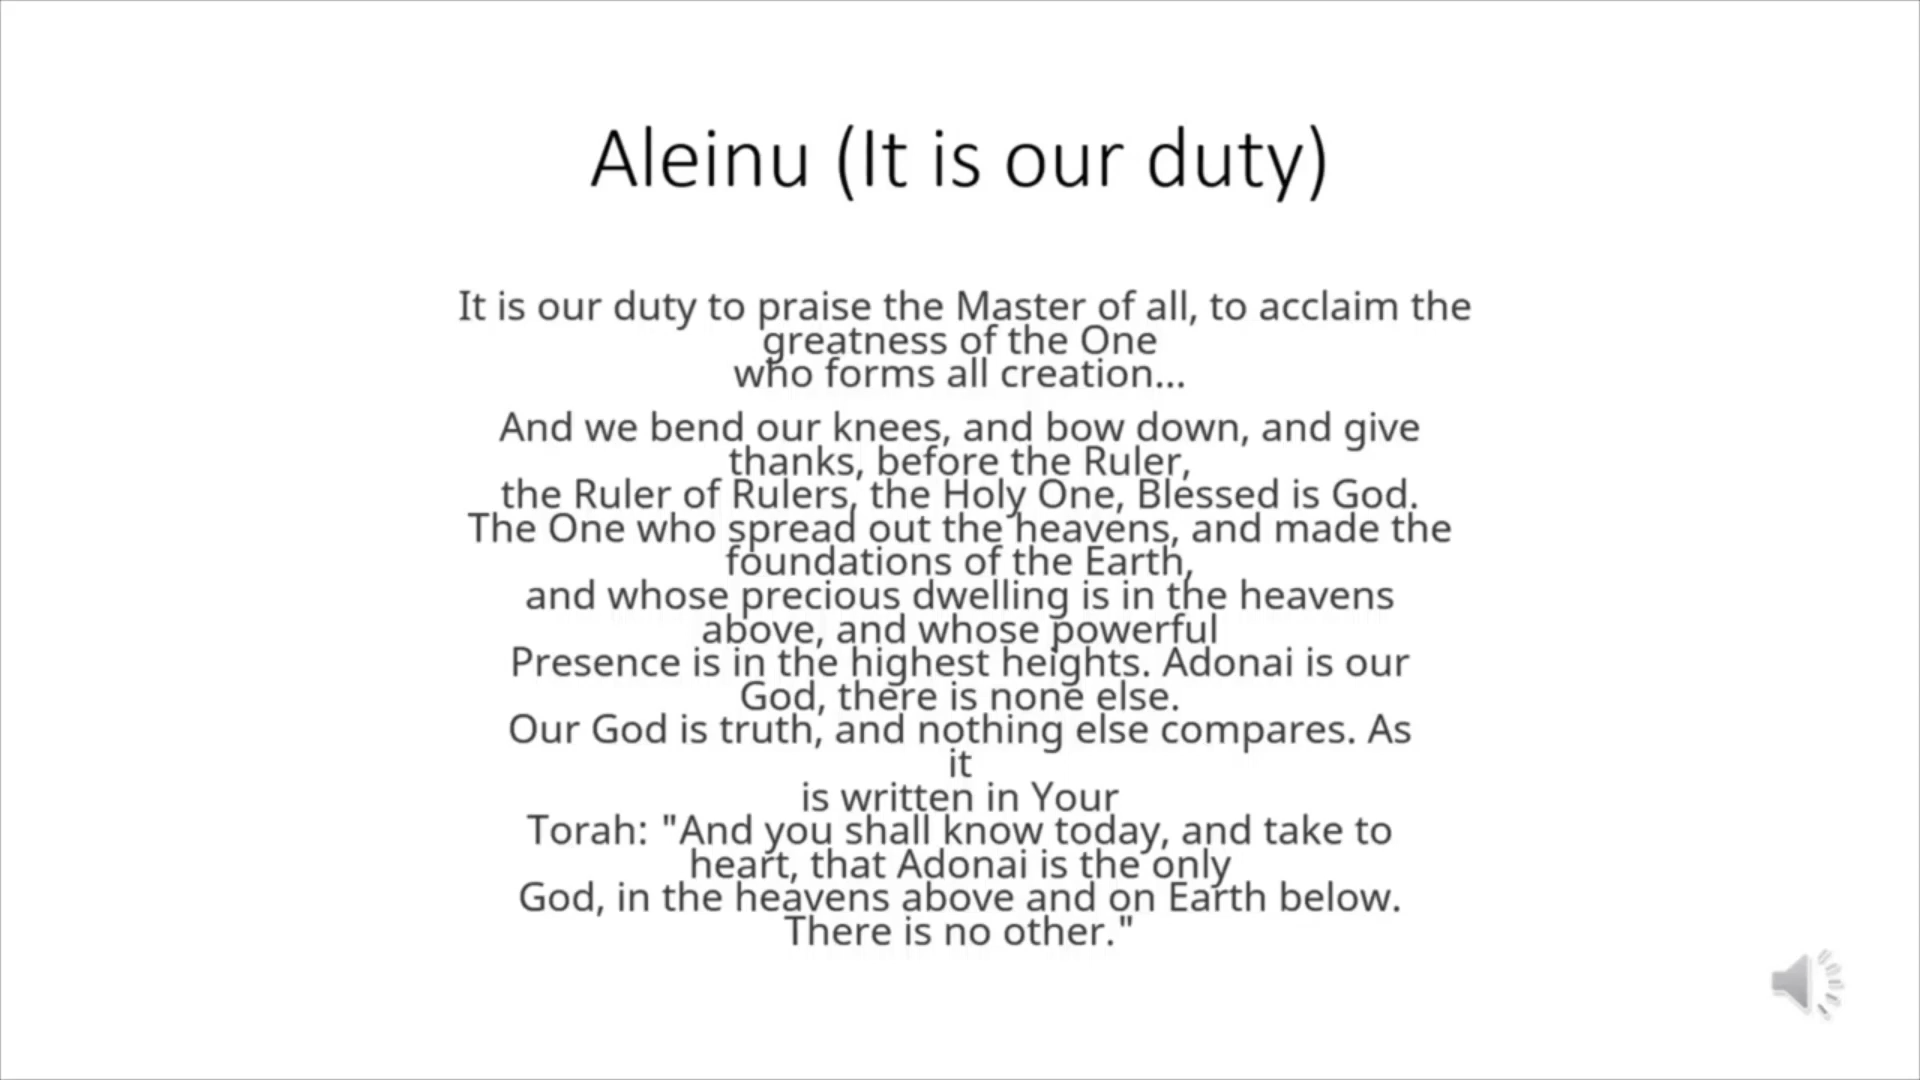 Aleinu (It is our duty)
It is our duty to praise the Master of all, to acclaim the
greatness of the One
who forms all creation...
And we bend our knees, and bow down, and give
thanks, before the Ruler,
the Ruler of Rulers, the Holy One, Blessed is God.
The One who spread out the heavens, and made the
foundations of the Earth,
and whose precious dwelling is in the heavens
above, and whose powerful
Presence is in the highest heights. Adonai is our
God, there is none else.
Our God is truth, and nothing else compares. As
it
is written in Your
Torah: "And you shall know today, and take to
heart, that Adonai is the only
God, in the heavens above and on Earth below.
There is no other."